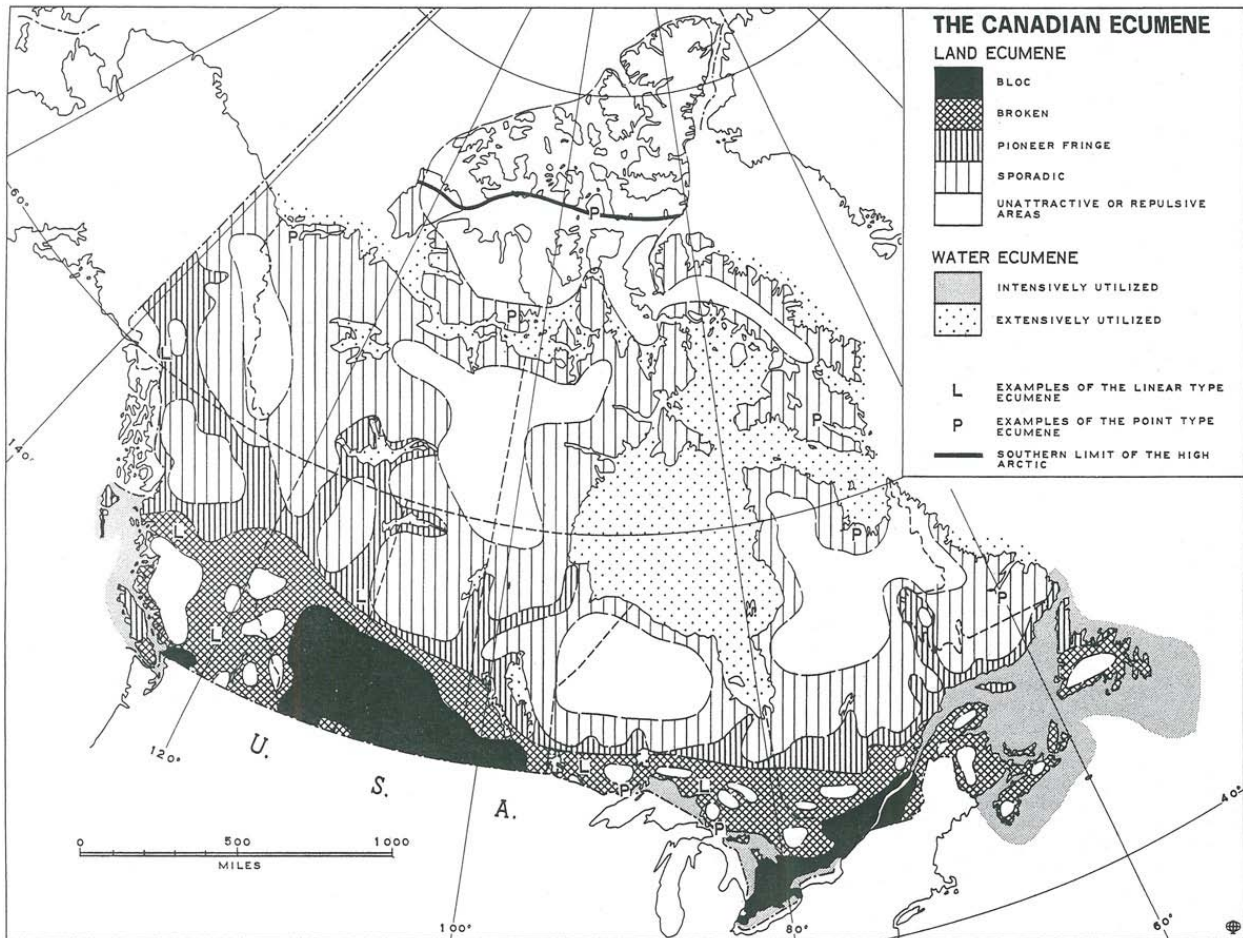 THE CANADIAN ECUMENE
LAND ECUMENE
BLOC
BROKEN
PIONEER FRINGE
SPORADIC
UNATTRACTIVE OR REPULSIVE
AREAS
WATER ECUMENE
INTENSIVELY UTILIZED
EXTENSIVELY UTILIZED
L EXAMPLES OF THE LINEAR TYPE
ECUMENE
P EXAMPLES OF THE POINT TYPE
ECUMENE
SOUTHERN LIMIT OF THE HIGH
ARCTIC
60°
P
P
P
L
P
140°
P
L
P
L
P
L
L
L
P
P
U.
S.
A.
120°
100°
80°
60°
40°
0 500 1000
MILES